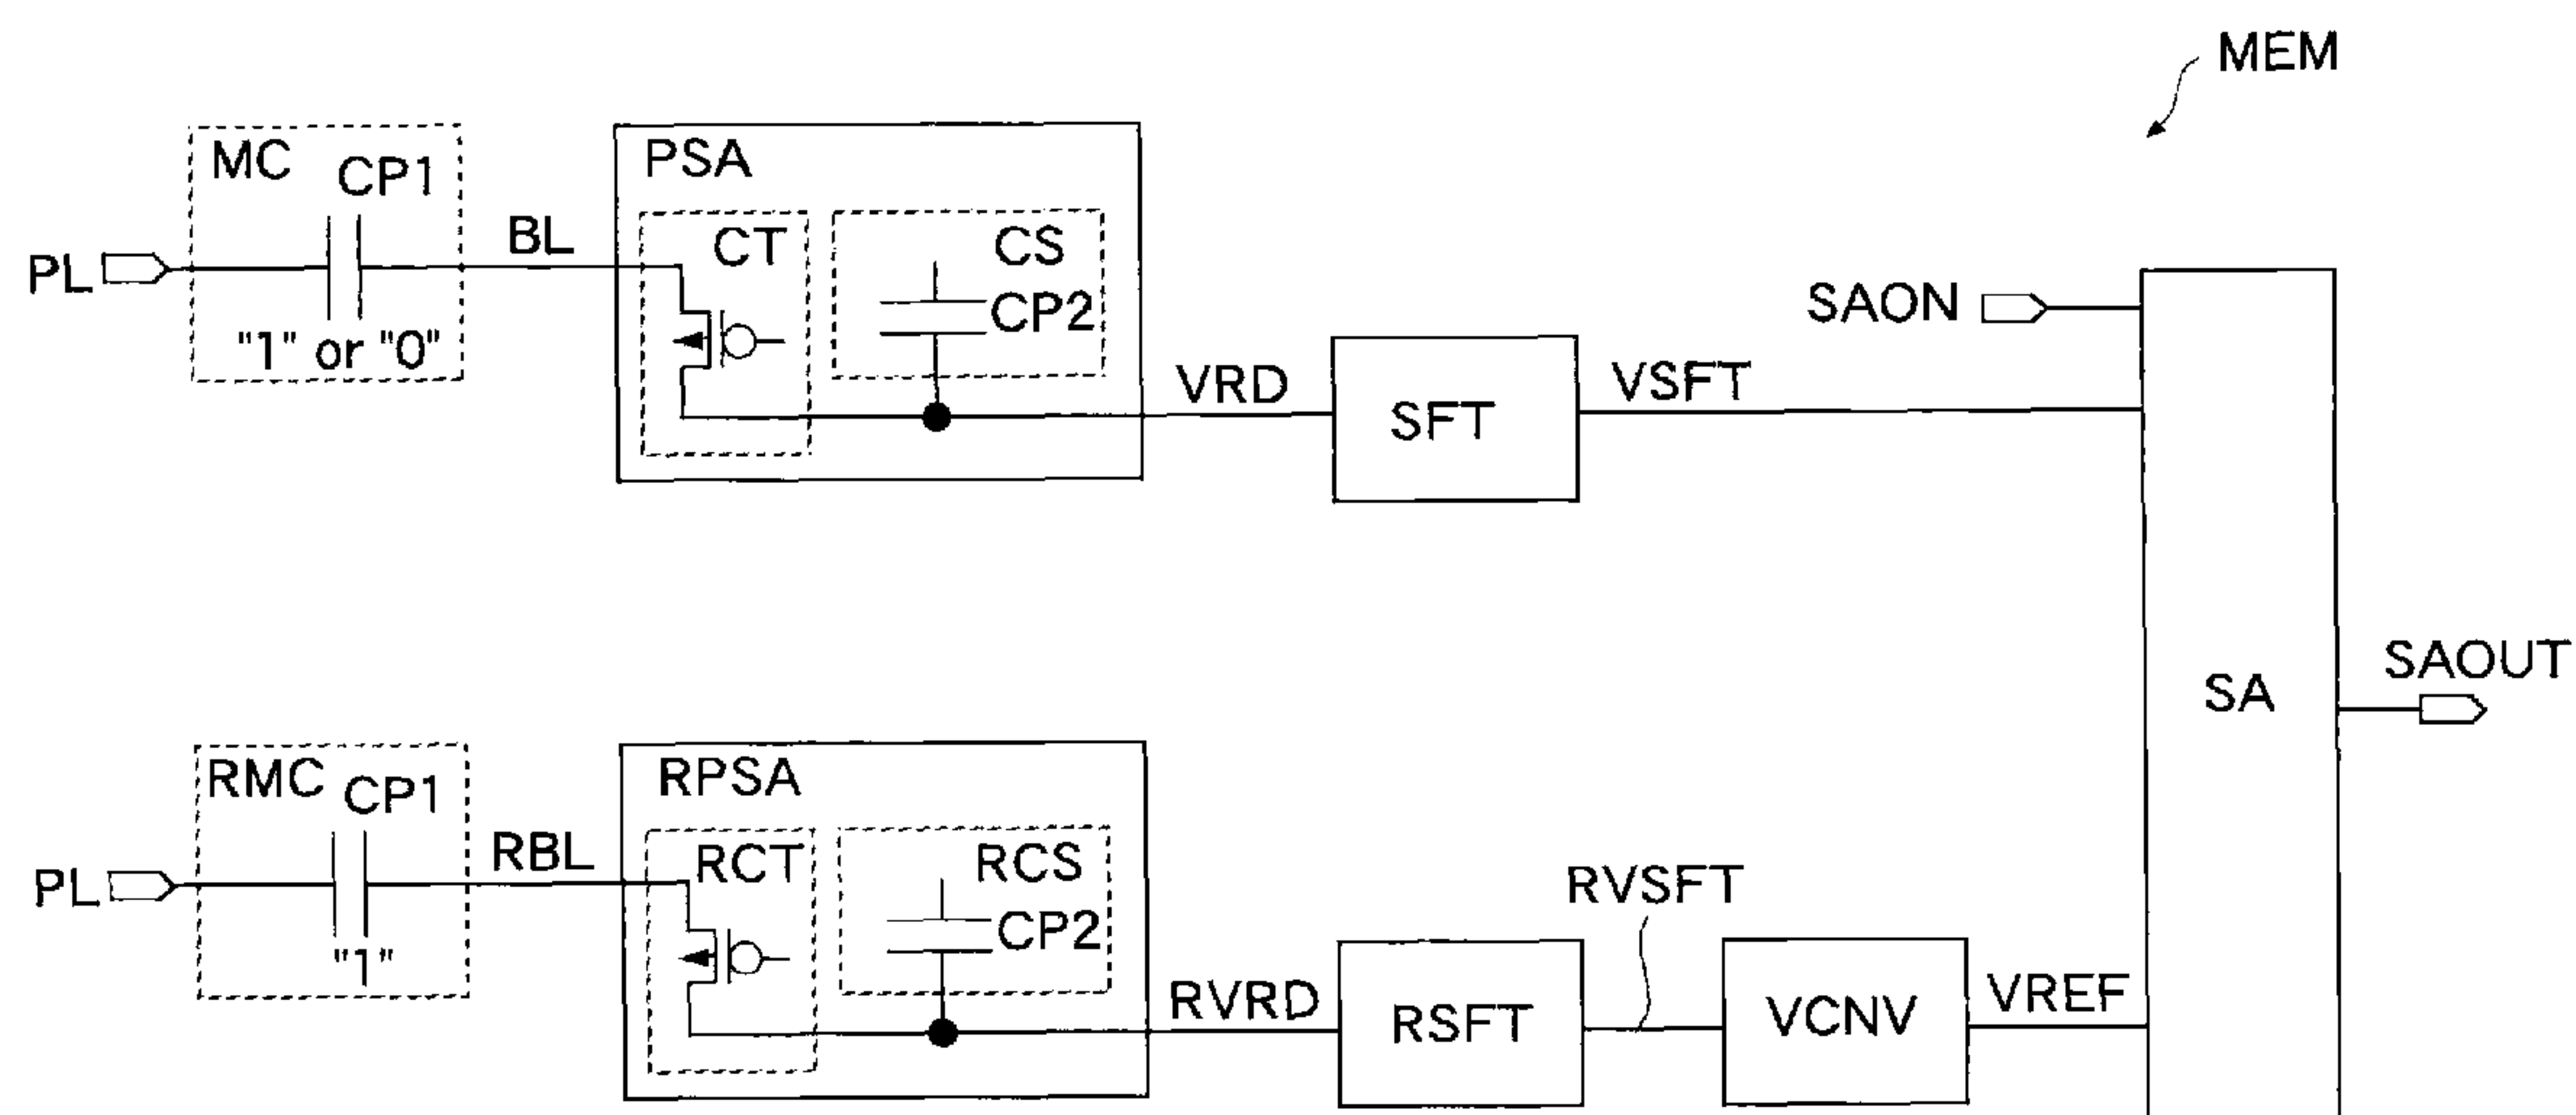 MEM
MC
CP1
PSA
BL
CT
CS
CP2
PL
"1" or "0"
SAON
VRD
SFT
VSFT
SA
SAOUT
RMC
CP1
RPSA
RBL
RCT
RCS
CP2
PL
"1"
RVSFT
RVRD
RSFT
VCNV
VREF